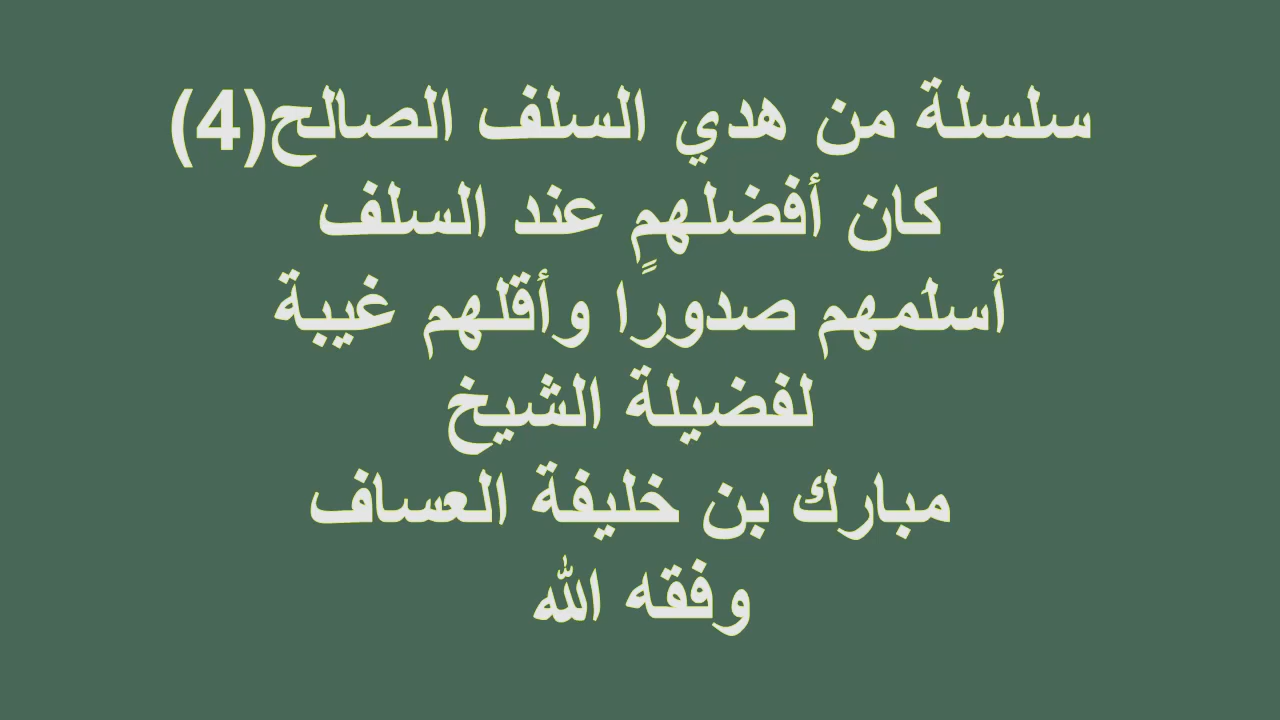 سلسلة من هدي السلف الصالح(4)
كان أفضلهمٍ عند السلف
أسلمهم صدورًا وأقلهم غيبة
لفضيلة الشيخ
مبارك بن خليفة العساف
وفقه الله